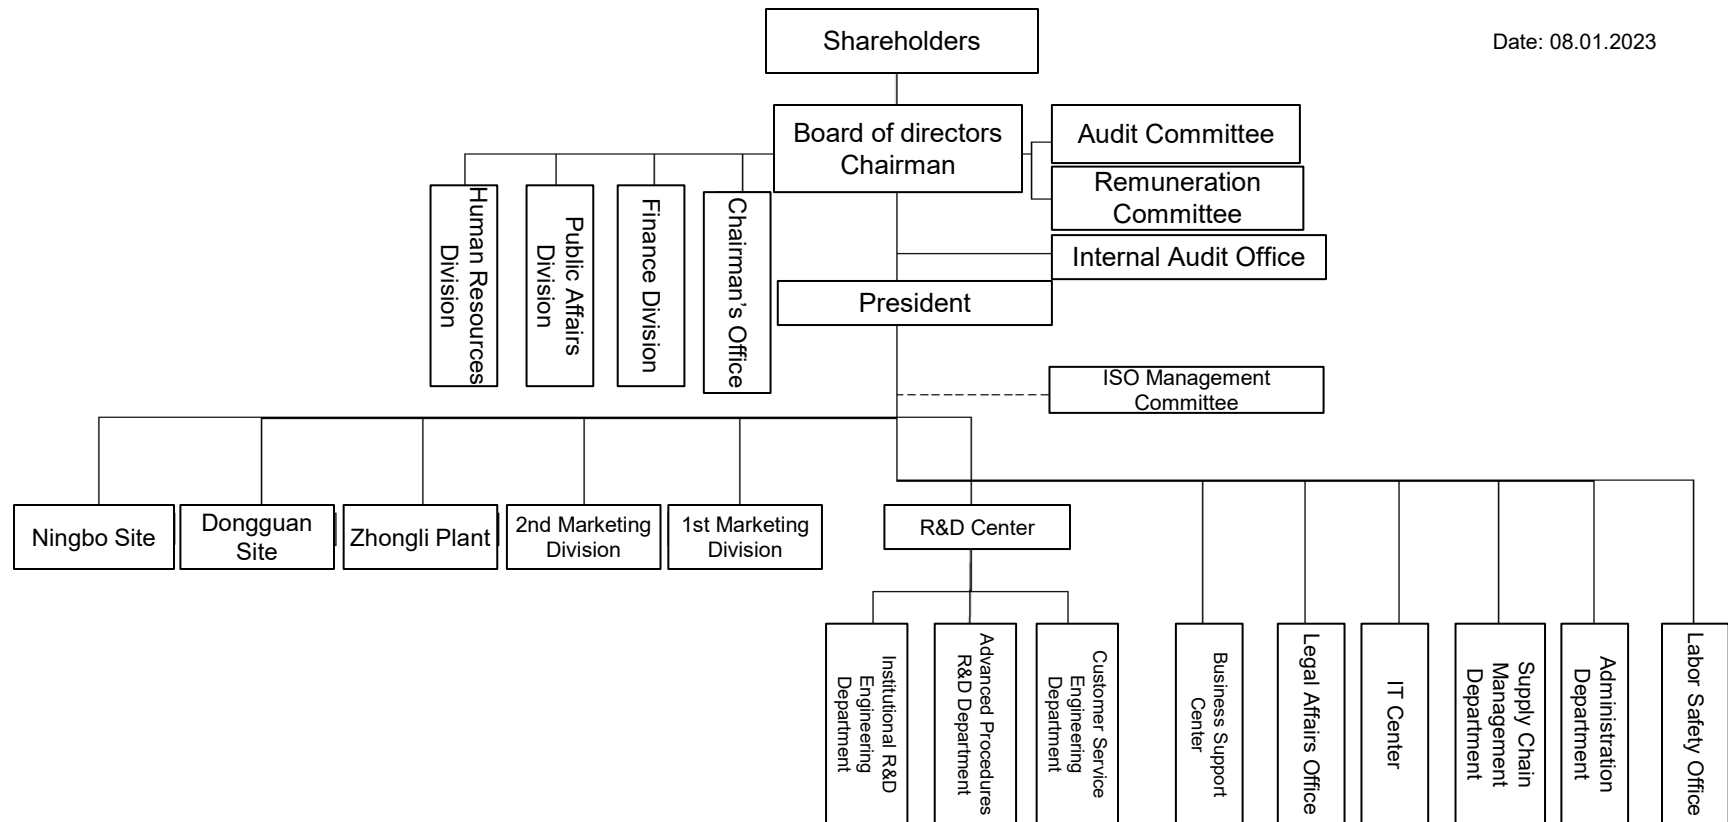 Shareholders
Date: 08.01.2023
Board of directors
Chairman
Audit Committee
Remuneration
Committee
Internal Audit Office
President
Human Resources
Division
Public Affairs
Division
Finance Division
Chairman's Office
ISO Management
Committee
Ningbo Site
Dongguan
Site
Zhongli Plant
2nd Marketing
Division
1st Marketing
Division
R&D Center
Institutional R&D
Engineering
Department
Advanced Procedures
R&D Department
Customer Service
Engineering
Department
Business Support
Center
Legal Affairs Office
IT Center
Supply Chain
Management
Department
Administration
Department
Labor Safety Office